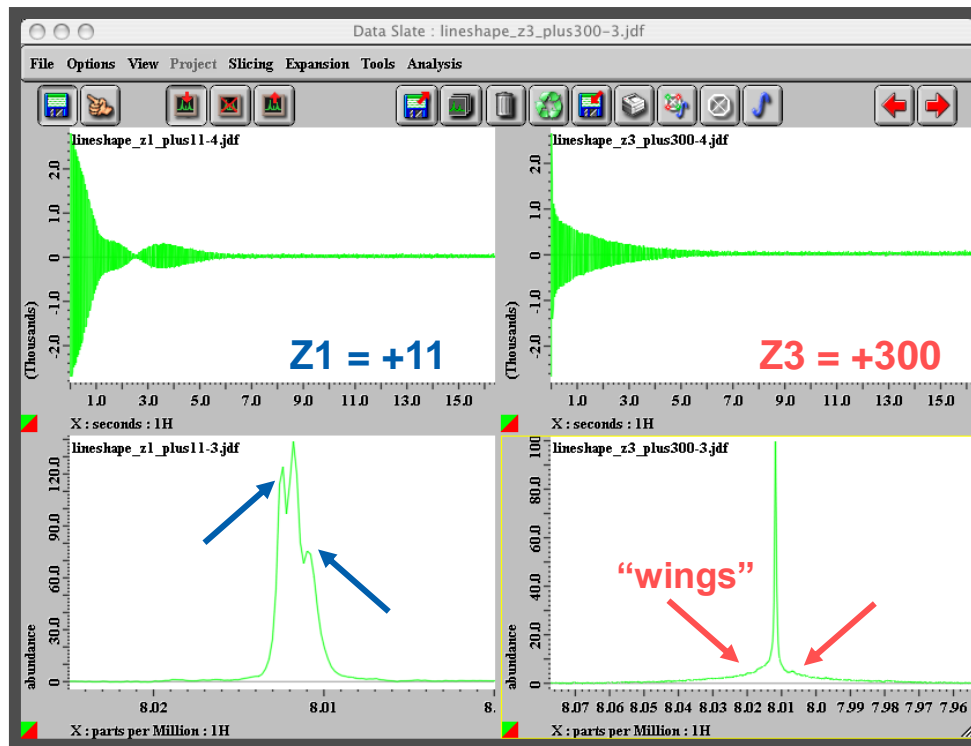 Data Slate : lineshape_z3_plus300-3.jdf
File Options View Project Slicing Expansion Tools Analysis
lineshape_z1_plus11-4.jdf
2.0
1.0
0
-1.0
-2.0
(Thousands)
Z1 = +11
1.0 3.0 5.0 7.0 9.0 11.0 13.0 15.0
X : seconds : 1H
lineshape_z3_plus300-4.jdf
2.0
1.0
0
-1.0
-2.0
(Thousands)
Z3 = +300
1.0 3.0 5.0 7.0 9.0 11.0 13.0 15.0
X : seconds : 1H
lineshape_z1_plus11-3.jdf
120.0
90.0
60.0
30.0
0
abundance
8.02 8.01 8.
X : parts per Million : 1H
lineshape_z3_plus300-3.jdf
100
80.0
60.0
40.0
20.0
0
abundance
“wings”
8.07 8.06 8.05 8.04 8.03 8.02 8.01 8.0 7.99 7.98 7.97 7.96
X : parts per Million : 1H